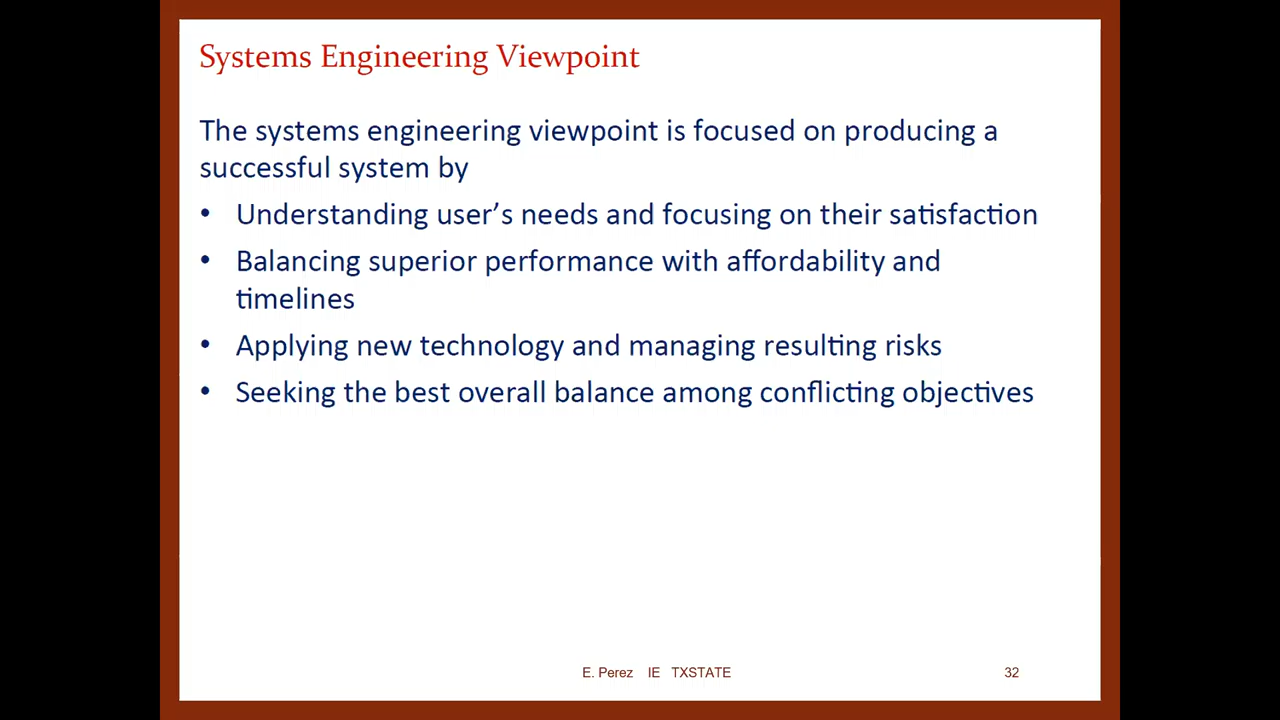 Systems Engineering Viewpoint
The systems engineering viewpoint is focused on producing a
successful system by
• Understanding user’s needs and focusing on their satisfaction
• Balancing superior performance with affordability and
timelines
• Applying new technology and managing resulting risks
• Seeking the best overall balance among conflicting objectives
E. Perez IE TXSTATE 32